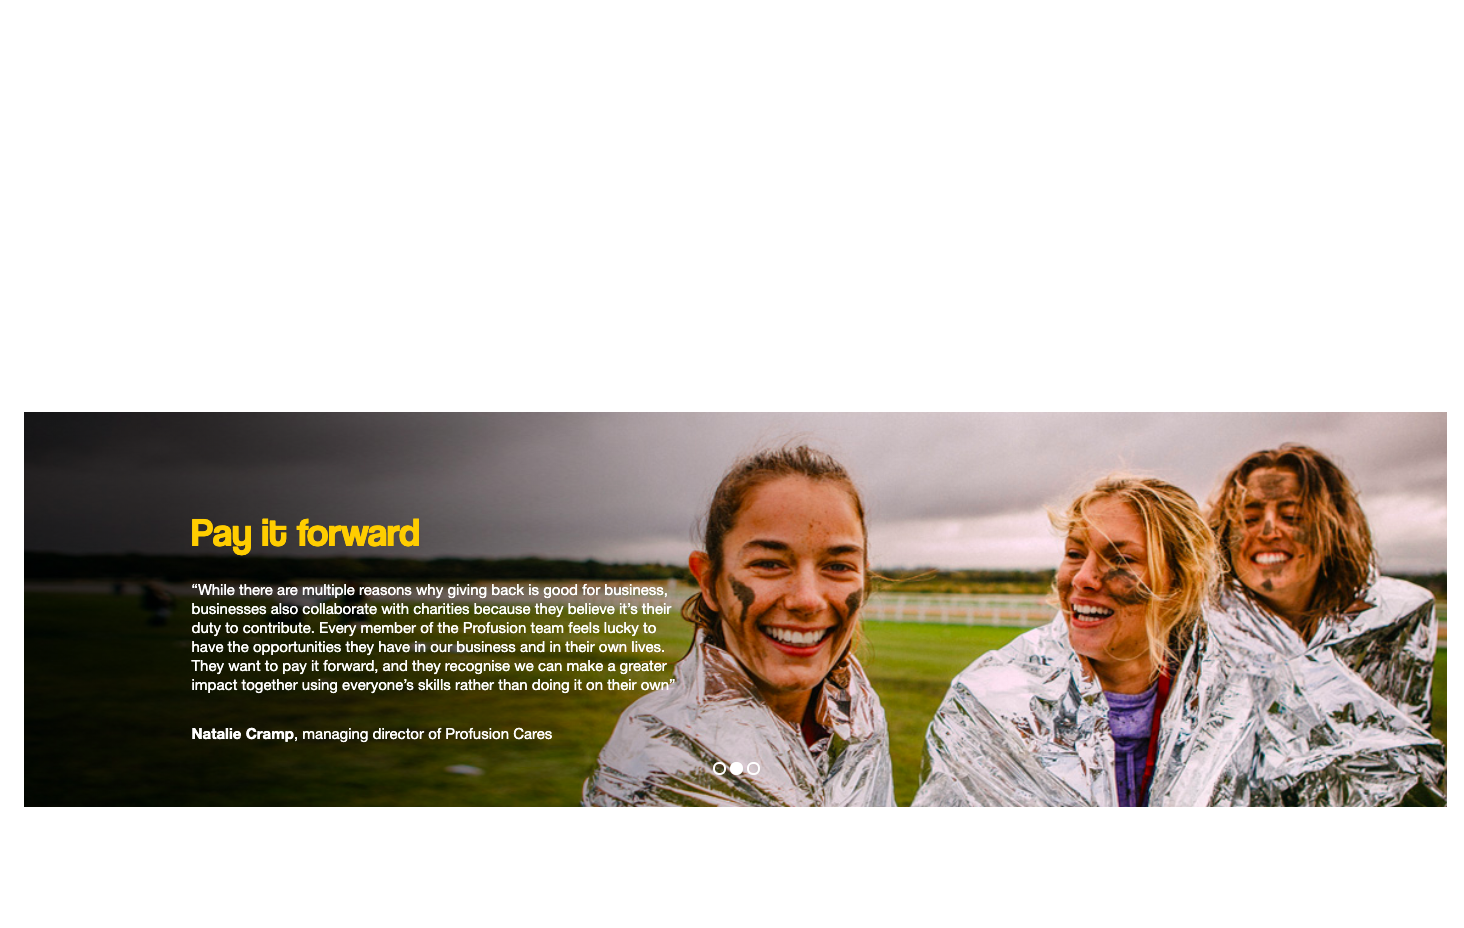 Pay it forward
“While there are multiple reasons why giving back is good for business,
businesses also collaborate with charities because they believe it’s their
duty to contribute. Every member of the Profusion team feels lucky to
have the opportunities they have in our business and in their own lives.
They want to pay it forward, and they recognise we can make a greater
impact together using everyone’s skills rather than doing it on their own”
Natalie Cramp, managing director of Profusion Cares